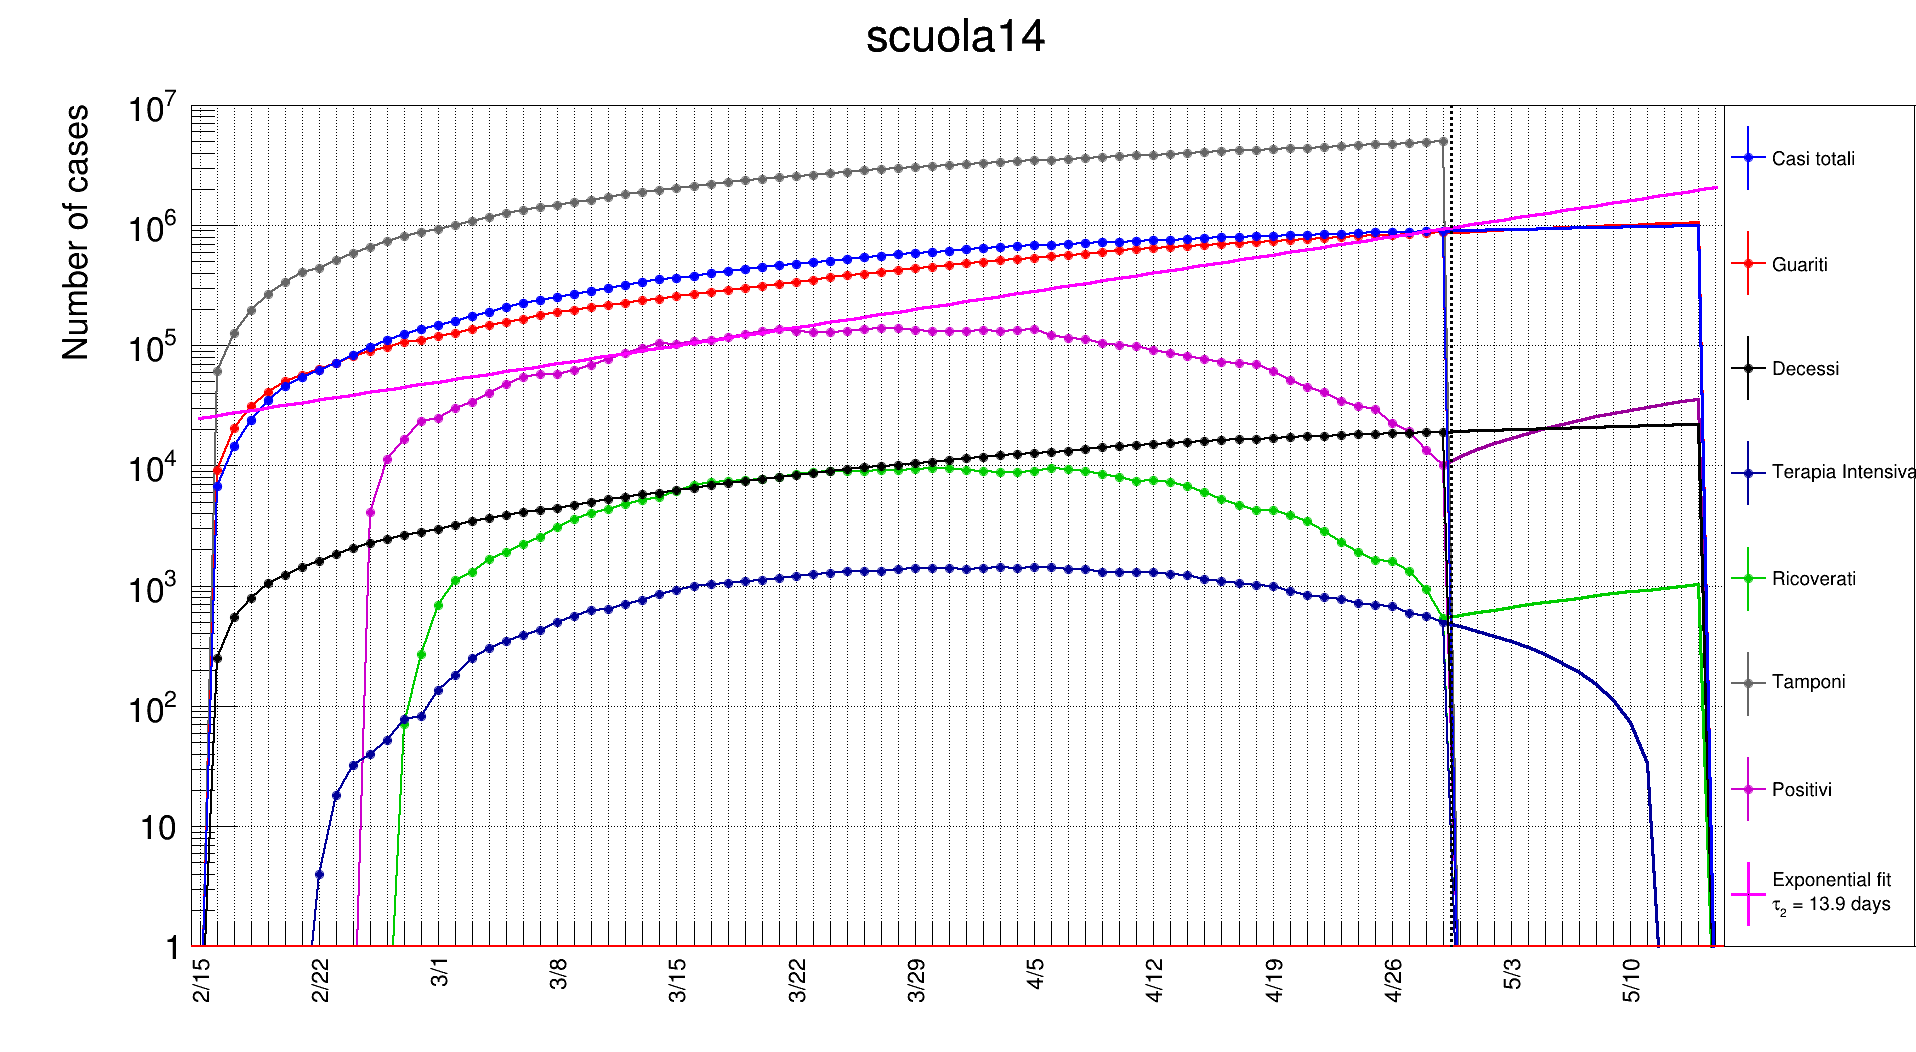 scuola14
Number of cases
10^7
10^6
10^5
10^4
10^3
10^2
10
1
2/15
2/22
3/1
3/8
3/15
3/22
3/29
4/5
4/12
4/19
4/26
5/3
5/10
Casi totali
Guariti
Decessi
Terapia Intensiva
Ricoverati
Tamponi
Positivi
Exponential fit
τ₂ = 13.9 days